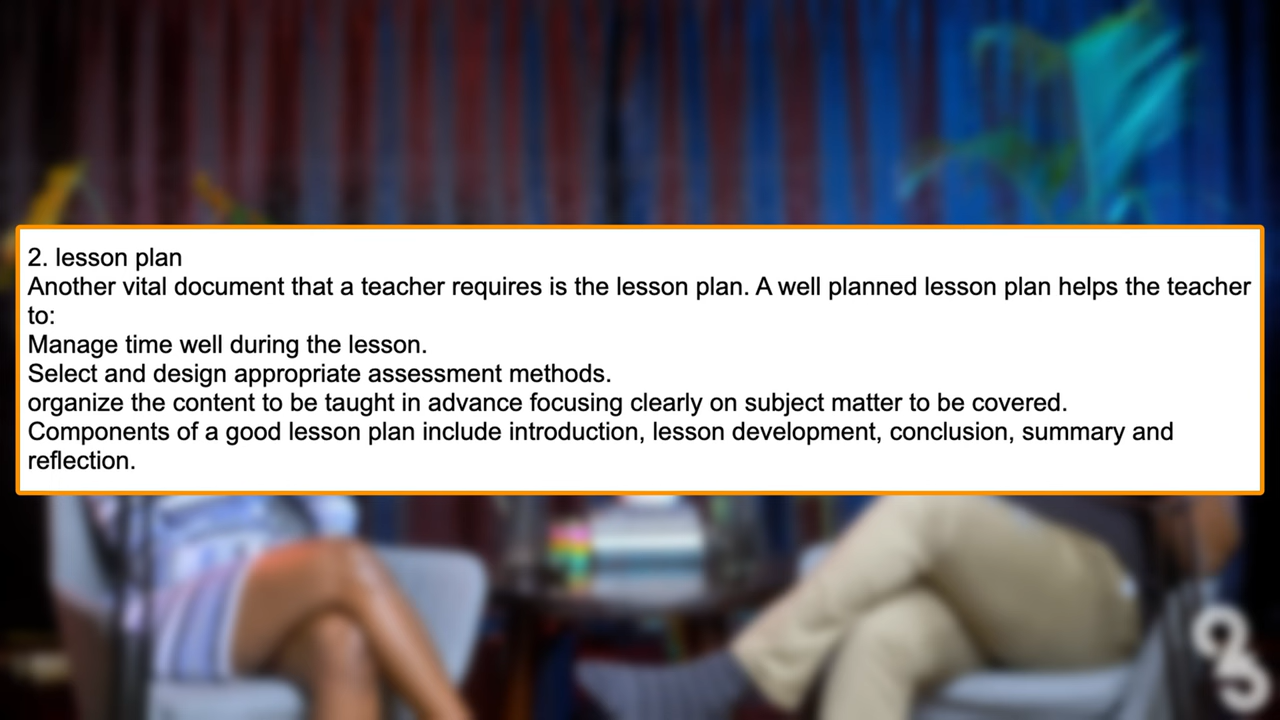 2. lesson plan
Another vital document that a teacher requires is the lesson plan. A well planned lesson plan helps the teacher
to:
Manage time well during the lesson.
Select and design appropriate assessment methods.
organize the content to be taught in advance focusing clearly on subject matter to be covered.
Components of a good lesson plan include introduction, lesson development, conclusion, summary and
reflection.